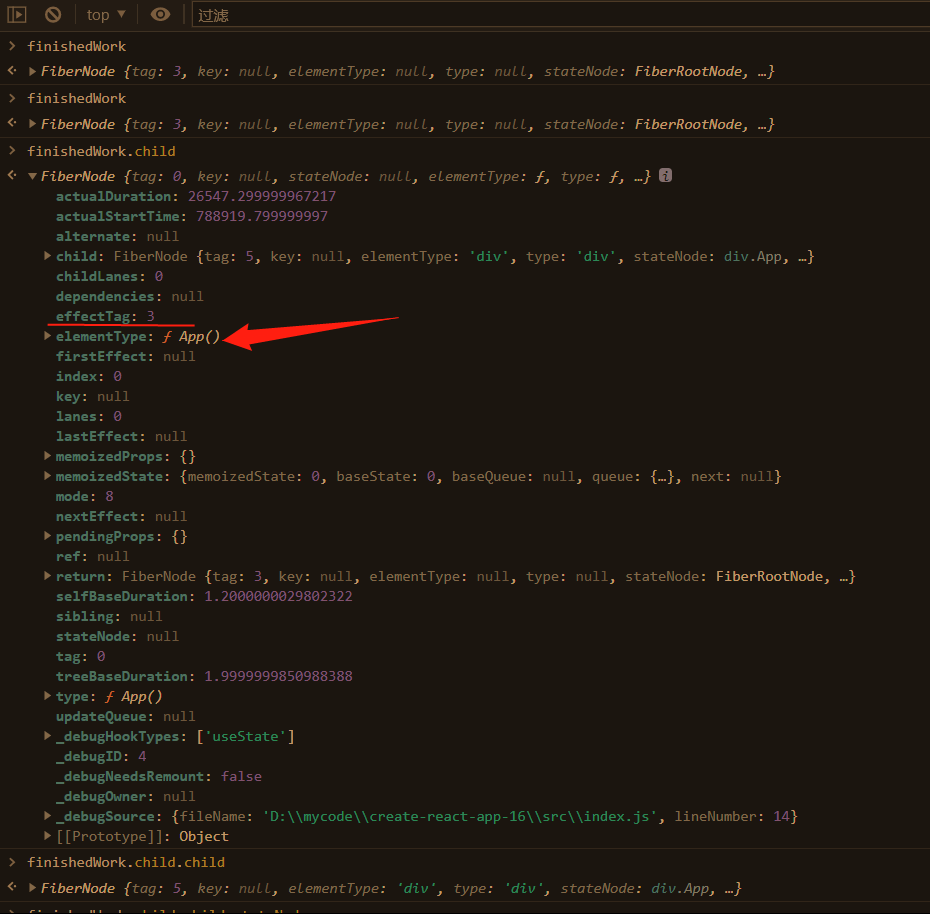 top
过滤
finishedWork
FiberNode {tag: 3, key: null, elementType: null, type: null, stateNode: FiberRootNode, …}
finishedWork
FiberNode {tag: 3, key: null, elementType: null, type: null, stateNode: FiberRootNode, …}
finishedWork.child
FiberNode {tag: 0, key: null, stateNode: null, elementType: ƒ, type: ƒ, …}
actualDuration: 26547.299999967217
actualStartTime: 788919.799999997
alternate: null
child: FiberNode {tag: 5, key: null, elementType: 'div', type: 'div', stateNode: div.App, …}
childLanes: 0
dependencies: null
effectTag: 3
elementType: ƒ App()
firstEffect: null
index: 0
key: null
lanes: 0
lastEffect: null
memoizedProps: {}
memoizedState: {memoizedState: 0, baseState: 0, baseQueue: null, queue: {…}, next: null}
mode: 8
nextEffect: null
pendingProps: {}
ref: null
return: FiberNode {tag: 3, key: null, elementType: null, type: null, stateNode: FiberRootNode, …}
selfBaseDuration: 1.2000000029802322
sibling: null
stateNode: null
tag: 0
treeBaseDuration: 1.9999999850988388
type: ƒ App()
updateQueue: null
_debugHookTypes: ['useState']
_debugID: 4
_debugNeedsRemount: false
_debugOwner: null
_debugSource: {fileName: 'D:\\mycode\\create-react-app-16\\src\\index.js', lineNumber: 14}
[[Prototype]]: Object
finishedWork.child.child
FiberNode {tag: 5, key: null, elementType: 'div', type: 'div', stateNode: div.App, …}